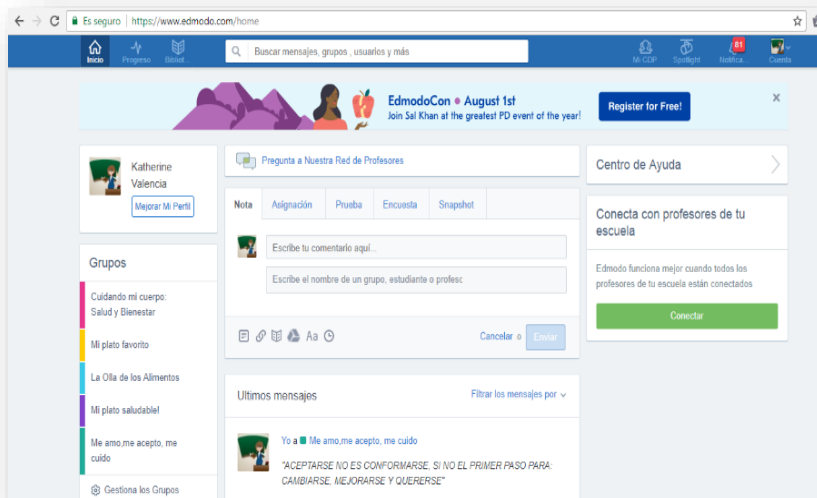 Es seguro | https://www.edmodo.com/home
Inicio
Progreso
Bibliot...
Buscar mensajes, grupos , usuarios y más
Mi CDP
Spotlight
81
Notifica...
Cuenta
EdmodoCon • August 1st
Join Sal Khan at the greatest PD event of the year!
Register for Free!
x
Katherine
Valencia
Mejorar Mi Perfil
Grupos
Cuidando mi cuerpo:
Salud y Bienestar
Mi plato favorito
La Olla de los Alimentos
Mi plato saludable!
Me amo,me acepto, me
cuido
Gestiona los Grupos
Pregunta a Nuestra Red de Profesores
Nota
Asignación
Prueba
Encuesta
Snapshot
Escribe tu comentario aquí...
Escribe el nombre de un grupo, estudiante o profesc
Aa
Cancelar o Enviar
Ultimos mensajes
Filtrar los mensajes por
Yo a Me amo,me acepto, me cuido
"ACEPTARSE NO ES CONFORMARSE, SI NO EL PRIMER PASO PARA:
CAMBIARSE, MEJORARSE Y QUERERSE"
Centro de Ayuda
Conecta con profesores de tu
escuela
Edmodo funciona mejor cuando todos los
profesores de tu escuela están conectados
Conectar